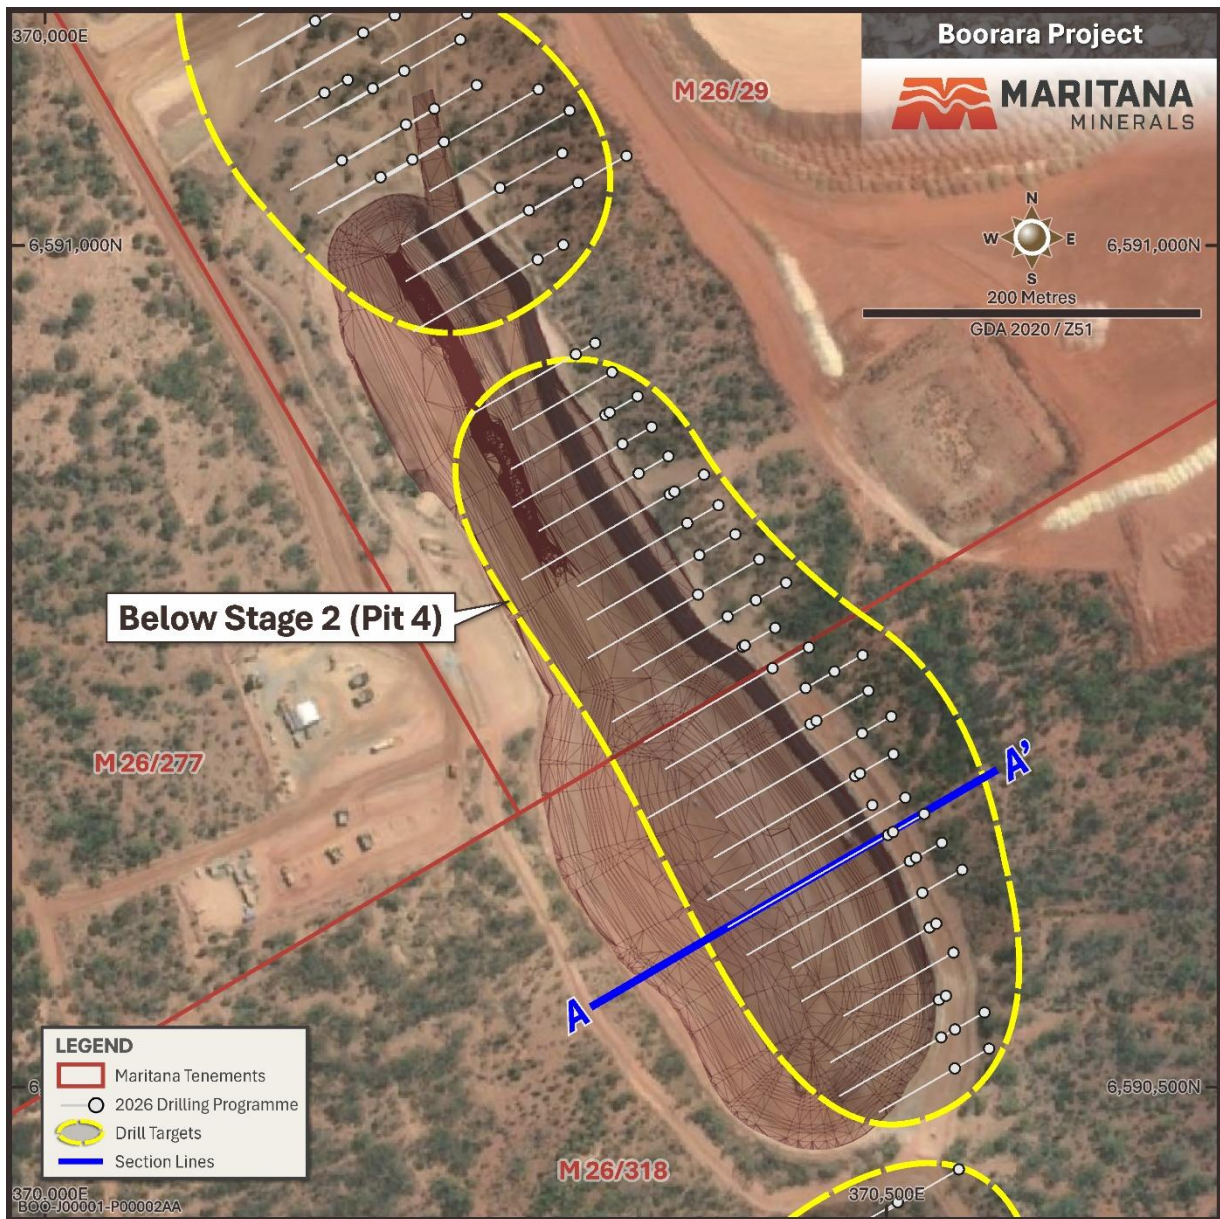 370,000E
Boorara Project
MARITANA
MINERALS
M 26/29
N
W
E
S
6,591,000N
6,591,000N
200 Metres
GDA 2020 / Z51
Below Stage 2 (Pit 4)
M 26/277
A'
A
LEGEND
Maritana Tenements
2026 Drilling Programme
Drill Targets
Section Lines
6,
6,590,500N
M 26/318
370,000E
370,500E
BOO-J00001-P00002AA